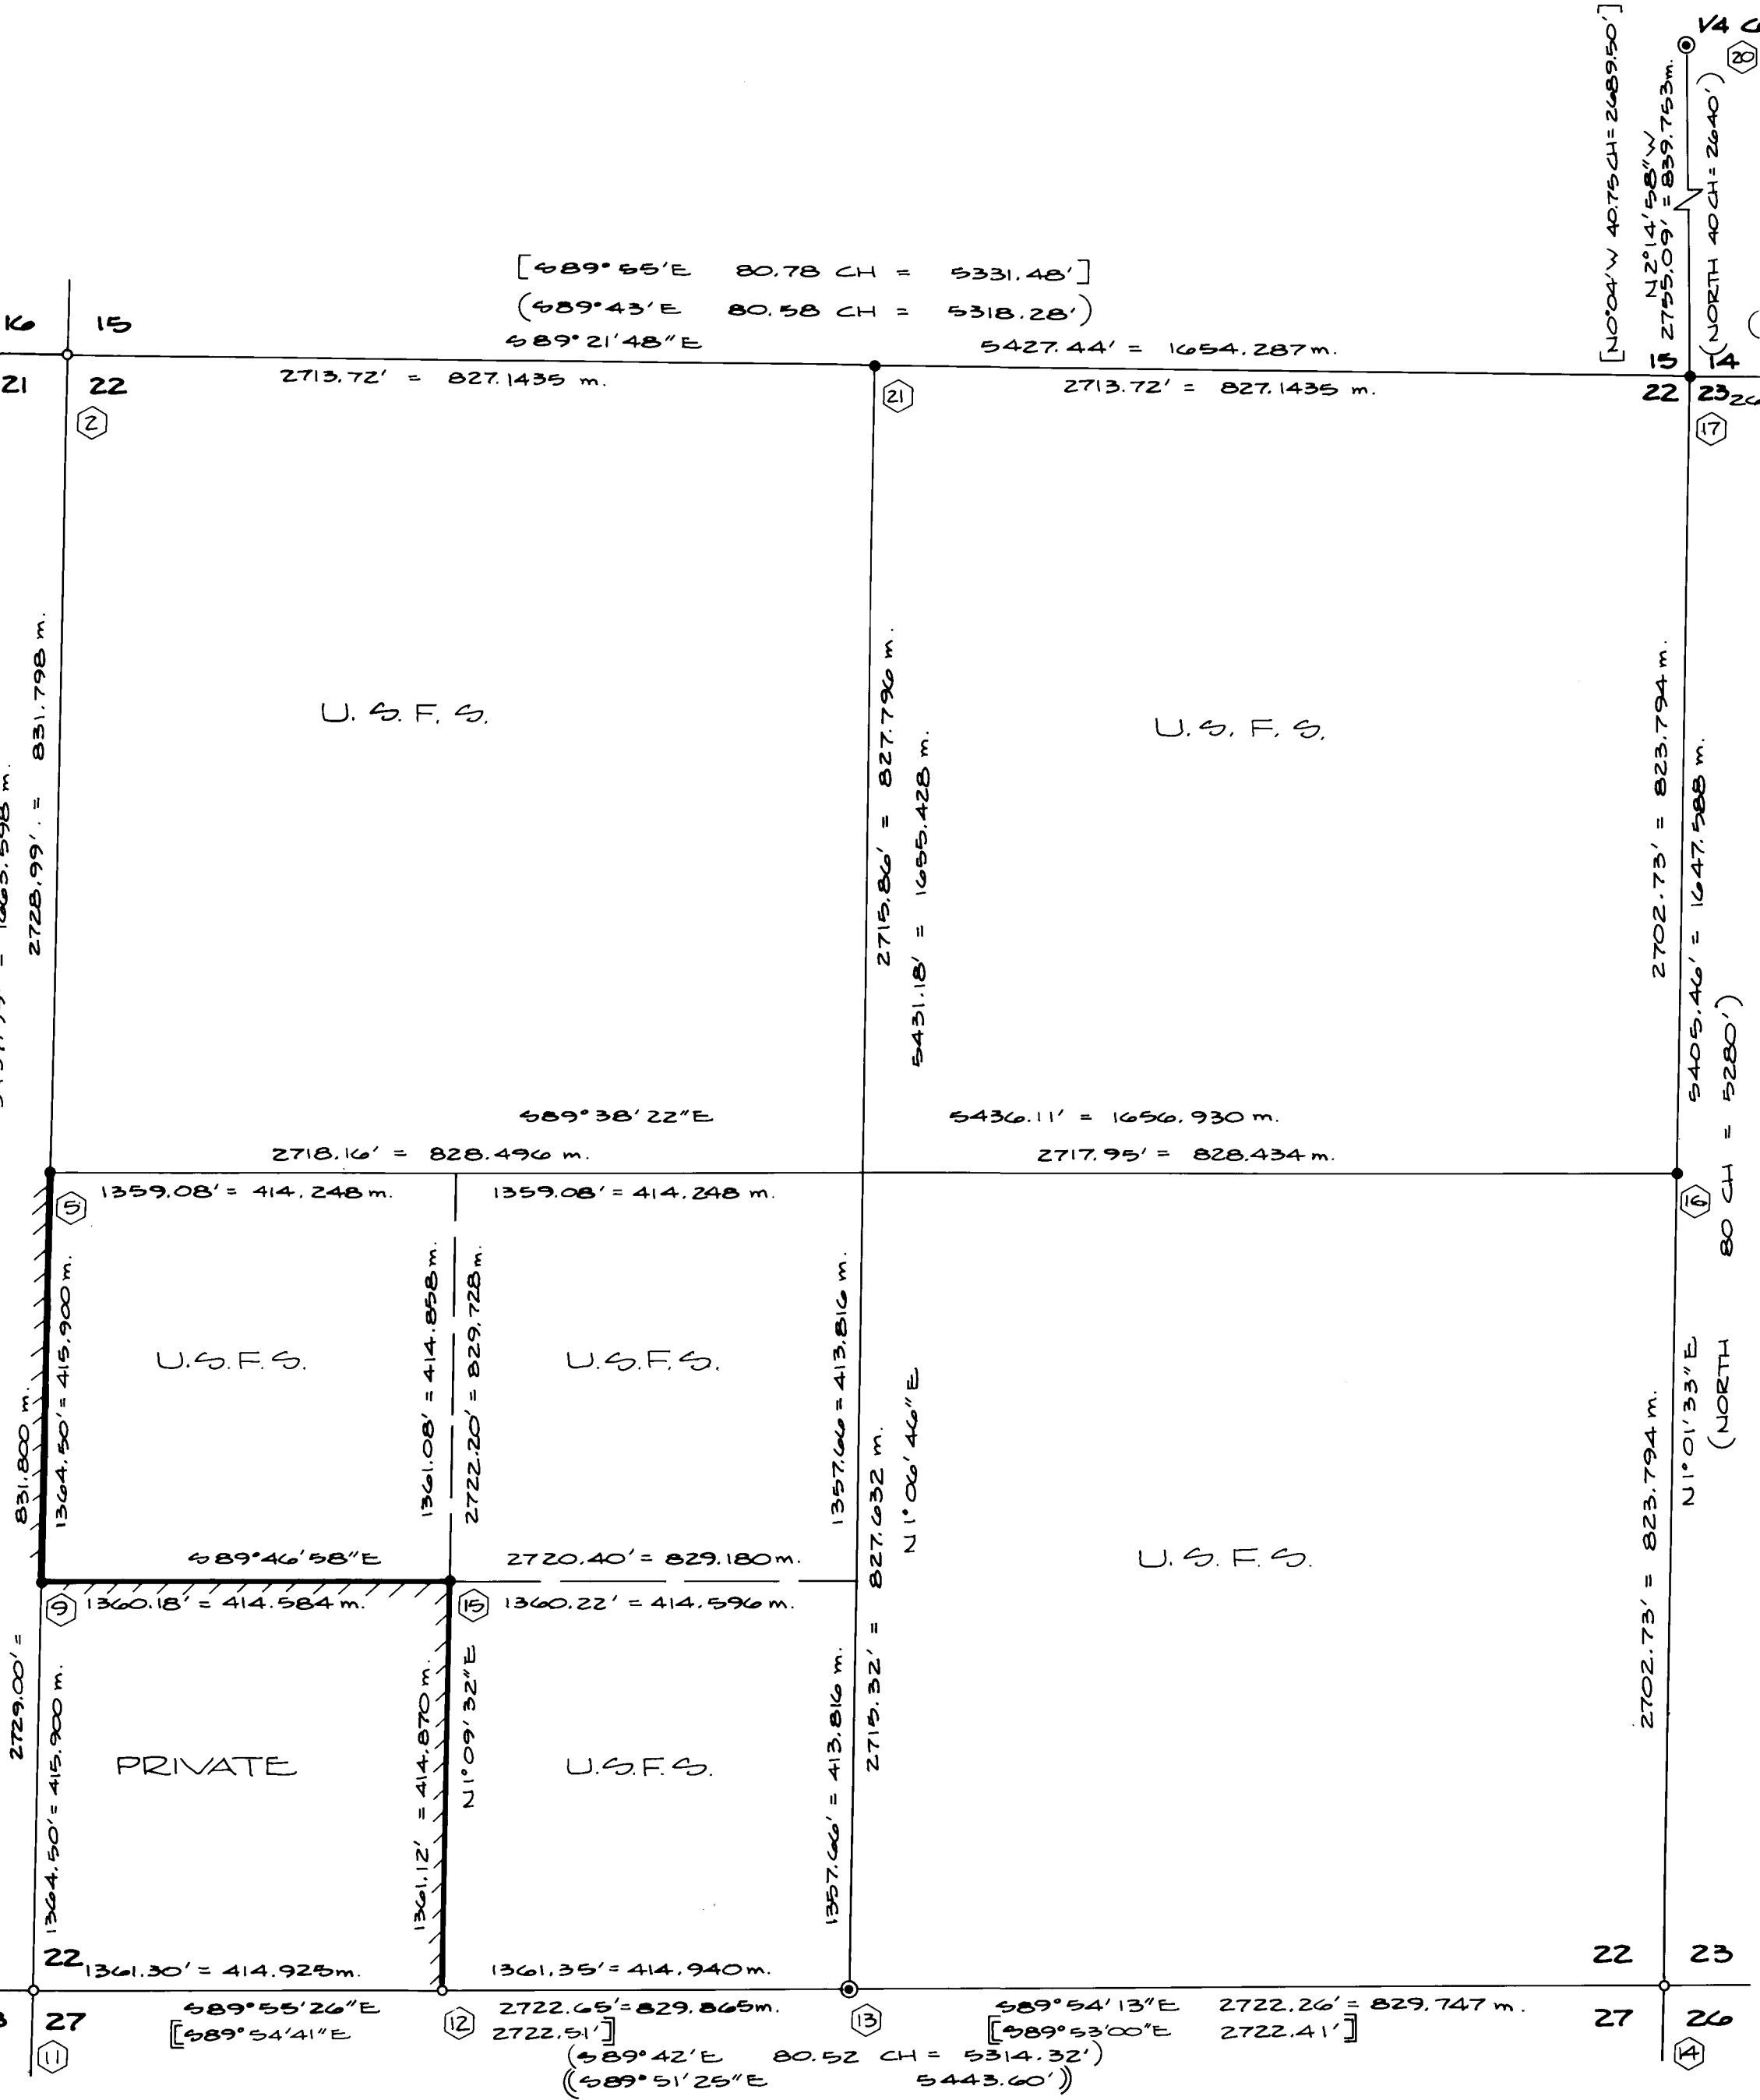 1/4 C
20
[N0°04'W 40.75 CH = 2689.50']
N2°14'58"W
2755.09' = 839.753 m.
(NORTH 40 CH = 2640')
[S89°55'E 80.78 CH = 5331.48']
(S89°43'E 80.58 CH = 5318.28')
S89°21'48"E 5427.44' = 1654.287 m.
16 15
15 14
21 22
2713.72' = 827.1435 m.
2713.72' = 827.1435 m.
22 23 26
2
21
17
2728.99' = 831.798 m.
U.S.F.S.
2715.86' = 827.796 m.
5431.18' = 1655.428 m.
U.S.F.S.
2702.73' = 823.794 m.
5405.46' = 1647.588 m.
(NORTH 80 CH = 5280')
= 1663.598 m.
S89°38'22"E 5436.11' = 1656.930 m.
2718.16' = 828.496 m.
2717.95' = 828.434 m.
5
1359.08' = 414.248 m.
1359.08' = 414.248 m.
16
1364.50' = 415.900 m.
U.S.F.S.
1361.08' = 414.858 m.
2722.20' = 829.728 m.
U.S.F.S.
1357.66 = 413.816 m.
N1°06'46"E
N1°01'33"E
2729.00' = 831.800 m.
S89°46'58"E
2720.40' = 829.180 m.
U.S.F.S.
9
1360.18' = 414.584 m.
15
1360.22' = 414.596 m.
1364.50' = 415.900 m.
PRIVATE
1361.12' = 414.870 m.
N1°09'32"E
U.S.F.S.
1357.66' = 413.816 m.
2715.32' = 827.632 m.
2702.73' = 823.794 m.
22
1361.30' = 414.925 m.
1361.35' = 414.940 m.
22 23
27
S89°55'26"E 2722.65' = 829.865 m.
[S89°54'41"E 2722.51']
12
13
S89°54'13"E 2722.26' = 829.747 m.
[S89°53'00"E 2722.41']
27 26
11
14
(S89°42'E 80.52 CH = 5314.32')
((S89°51'25"E 5443.60'))